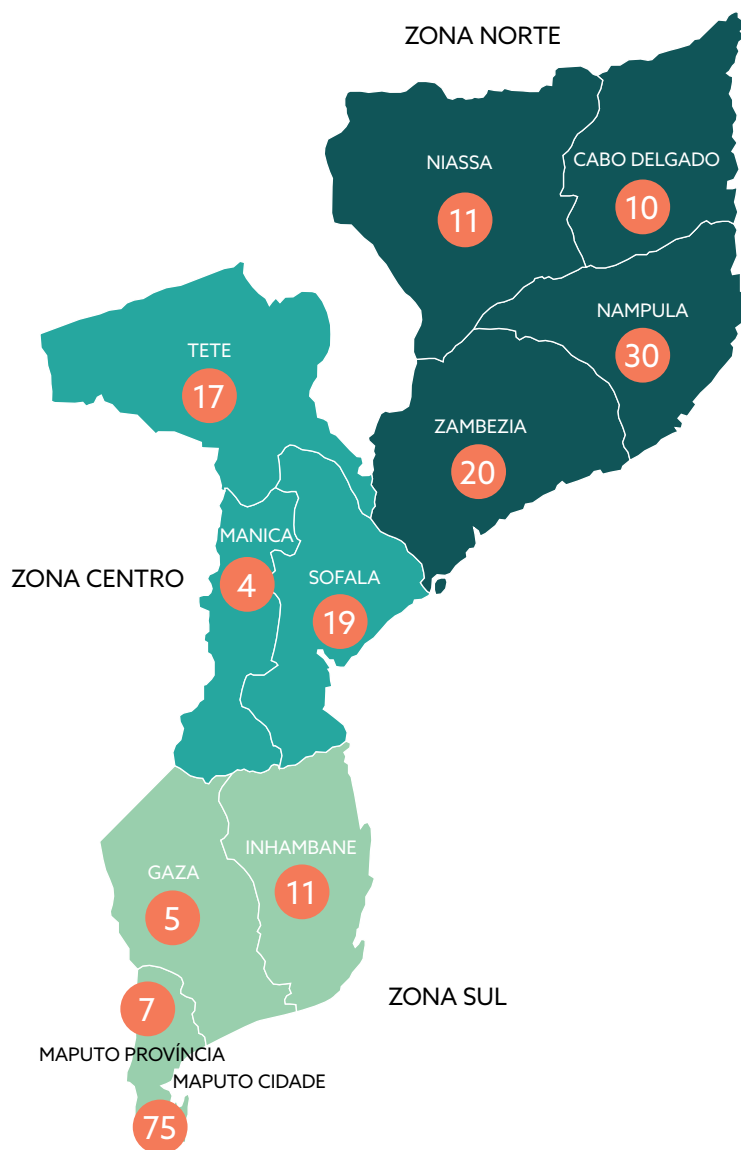 ZONA NORTE
NIASSA
11
CABO DELGADO
10
NAMPULA
30
ZAMBEZIA
20
TETE
17
MANICA
4
ZONA CENTRO
SOFALA
19
INHAMBANE
11
GAZA
5
ZONA SUL
7
MAPUTO PROVÍNCIA
MAPUTO CIDADE
75